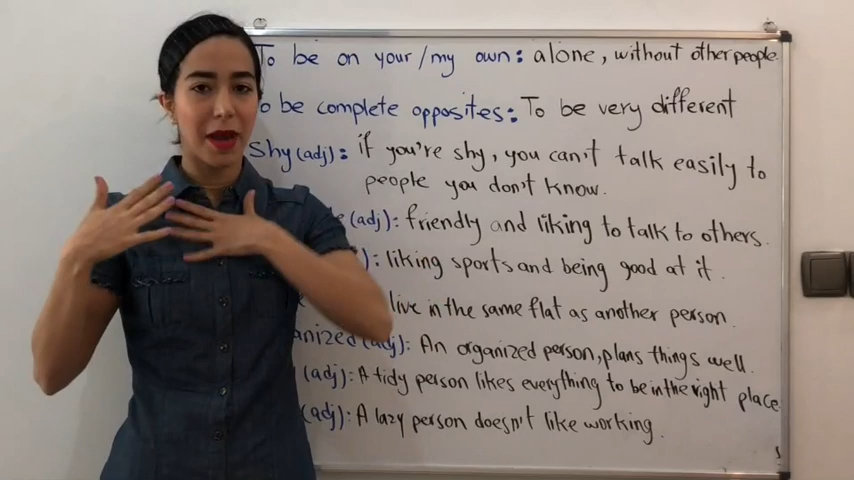 To be on your/my own: alone, without other people.
be complete opposites: To be very different
Shy (adj): if you're shy, you can't talk easily to
people you don't know.
(adj): friendly and liking to talk to others.
): liking sports and being good at it.
live in the same flat as another person.
anized (adj): An organized person, plans things well.
(adj): A tidy person likes everything to be in the right place.
(adj): A lazy person doesn't like working.